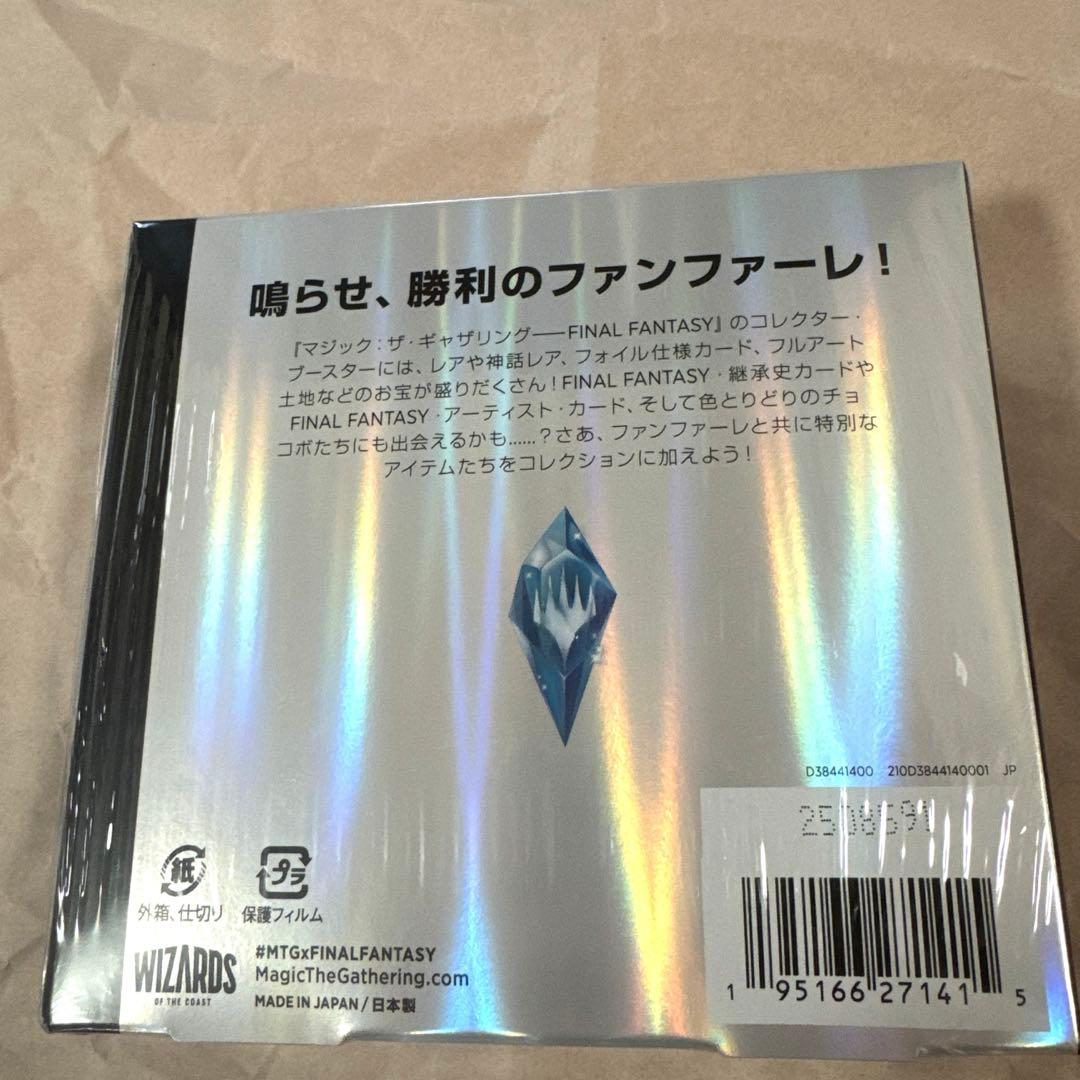 鳴らせ、勝利のファンファーレ！
『マジック：ザ・ギャザリング――FINAL FANTASY』のコレクター・
ブースターには、レアや神話レア、フォイル仕様カード、フルアート
土地などのお宝が盛りだくさん！FINAL FANTASY・継承史カードや
FINAL FANTASY・アーティスト・カード、そして色とりどりのチョ
コボたちにも出会えるかも……？さあ、ファンファーレと共に特別な
アイテムたちをコレクションに加えよう！
D38441400 210D3844140001 JP
2508591
紙
プラ
外箱、仕切り 保護フィルム
WIZARDS
OF THE COAST
#MTGxFINALFANTASY
MagicTheGathering.com
MADE IN JAPAN / 日本製
1 95166 27141 5